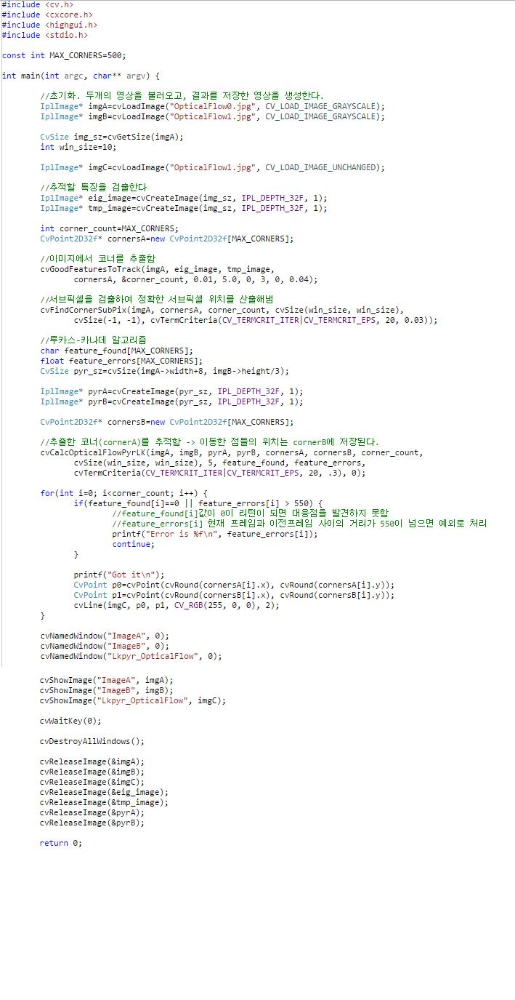 #include <cv.h>
#include <cxcore.h>
#include <highgui.h>
#include <stdio.h>
const int MAX_CORNERS=500;
int main(int argc, char** argv) {
//초기화. 두개의 영상을 불러오고, 결과를 저장한 영상을 생성한다.
IplImage* imgA=cvLoadImage("OpticalFlow0.jpg", CV_LOAD_IMAGE_GRAYSCALE);
IplImage* imgB=cvLoadImage("OpticalFlow1.jpg", CV_LOAD_IMAGE_GRAYSCALE);
CvSize img_sz=cvGetSize(imgA);
int win_size=10;
IplImage* imgC=cvLoadImage("OpticalFlow1.jpg", CV_LOAD_IMAGE_UNCHANGED);
//추적할 특징을 검출한다
IplImage* eig_image=cvCreateImage(img_sz, IPL_DEPTH_32F, 1);
IplImage* tmp_image=cvCreateImage(img_sz, IPL_DEPTH_32F, 1);
int corner_count=MAX_CORNERS;
CvPoint2D32f* cornersA=new CvPoint2D32f[MAX_CORNERS];
//이미지에서 코너를 추출함
cvGoodFeaturesToTrack(imgA, eig_image, tmp_image,
cornersA, &corner_count, 0.01, 5.0, 0, 3, 0, 0.04);
//서브픽셀을 검출하여 정확한 서브픽셀 위치를 산출해냄
cvFindCornerSubPix(imgA, cornersA, corner_count, cvSize(win_size, win_size),
cvSize(-1, -1), cvTermCriteria(CV_TERMCRIT_ITER|CV_TERMCRIT_EPS, 20, 0.03));
//루카스-카나데 알고리즘
char feature_found[MAX_CORNERS];
float feature_errors[MAX_CORNERS];
CvSize pyr_sz=cvSize(imgA->width+8, imgB->height/3);
IplImage* pyrA=cvCreateImage(pyr_sz, IPL_DEPTH_32F, 1);
IplImage* pyrB=cvCreateImage(pyr_sz, IPL_DEPTH_32F, 1);
CvPoint2D32f* cornersB=new CvPoint2D32f[MAX_CORNERS];
//추출한 코너(cornerA)를 추적함 -> 이동한 점들의 위치는 cornerB에 저장된다.
cvCalcOpticalFlowPyrLK(imgA, imgB, pyrA, pyrB, cornersA, cornersB, corner_count,
cvSize(win_size, win_size), 5, feature_found, feature_errors,
cvTermCriteria(CV_TERMCRIT_ITER|CV_TERMCRIT_EPS, 20, .3), 0);
for(int i=0; i<corner_count; i++) {
if(feature_found[i]==0 || feature_errors[i] > 550) {
//feature_found[i]값이 0이 리턴이 되면 대응점을 발견하지 못함
//feature_errors[i] 현재 프레임과 이전프레임 사이의 거리가 550이 넘으면 예외로 처리
printf("Error is %f\n", feature_errors[i]);
continue;
}
printf("Got it\n");
CvPoint p0=cvPoint(cvRound(cornersA[i].x), cvRound(cornersA[i].y));
CvPoint p1=cvPoint(cvRound(cornersB[i].x), cvRound(cornersB[i].y));
cvLine(imgC, p0, p1, CV_RGB(255, 0, 0), 2);
}
cvNamedWindow("ImageA", 0);
cvNamedWindow("ImageB", 0);
cvNamedWindow("Lkpyr_OpticalFlow", 0);
cvShowImage("ImageA", imgA);
cvShowImage("ImageB", imgB);
cvShowImage("Lkpyr_OpticalFlow", imgC);
cvWaitKey(0);
cvDestroyAllWindows();
cvReleaseImage(&imgA);
cvReleaseImage(&imgB);
cvReleaseImage(&imgC);
cvReleaseImage(&eig_image);
cvReleaseImage(&tmp_image);
cvReleaseImage(&pyrA);
cvReleaseImage(&pyrB);
return 0;